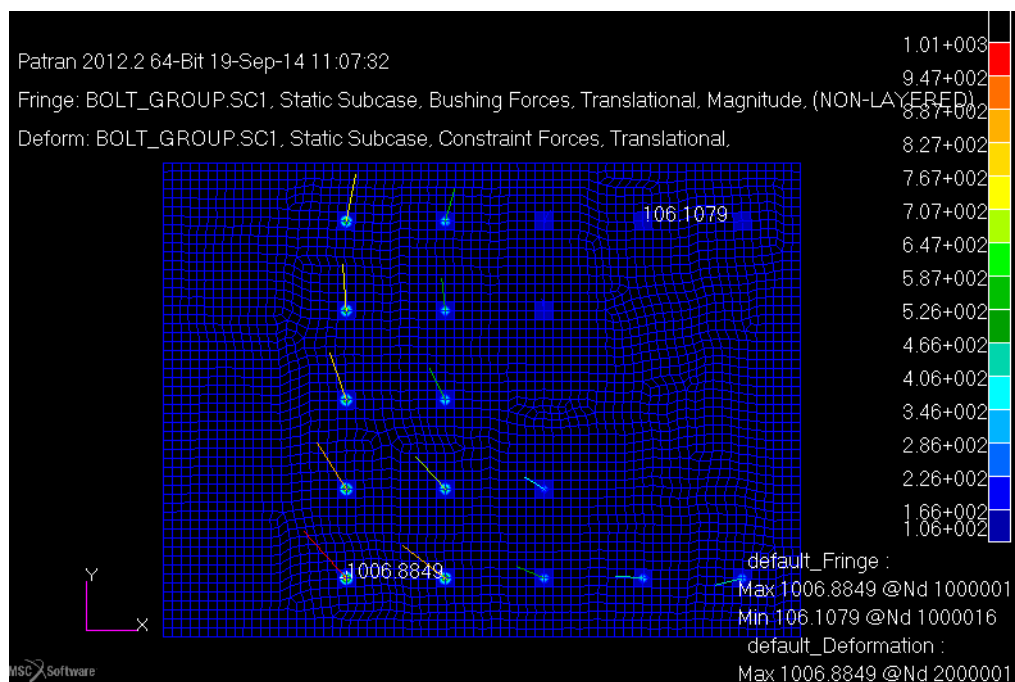 Patran 2012.2 64-Bit 19-Sep-14 11:07:32
Fringe: BOLT_GROUP.SC1, Static Subcase, Bushing Forces, Translational, Magnitude, (NON-LAYERED)
Deform: BOLT_GROUP.SC1, Static Subcase, Constraint Forces, Translational,
1.01+003
9.47+002
8.87+002
8.27+002
7.67+002
7.07+002
6.47+002
5.87+002
5.26+002
4.66+002
4.06+002
3.46+002
2.86+002
2.26+002
1.66+002
1.06+002
106.1079
1006.8849
Y
X
default_Fringe :
Max 1006.8849 @Nd 1000001
Min 106.1079 @Nd 1000016
default_Deformation :
Max 1006.8849 @Nd 2000001
MSC Software